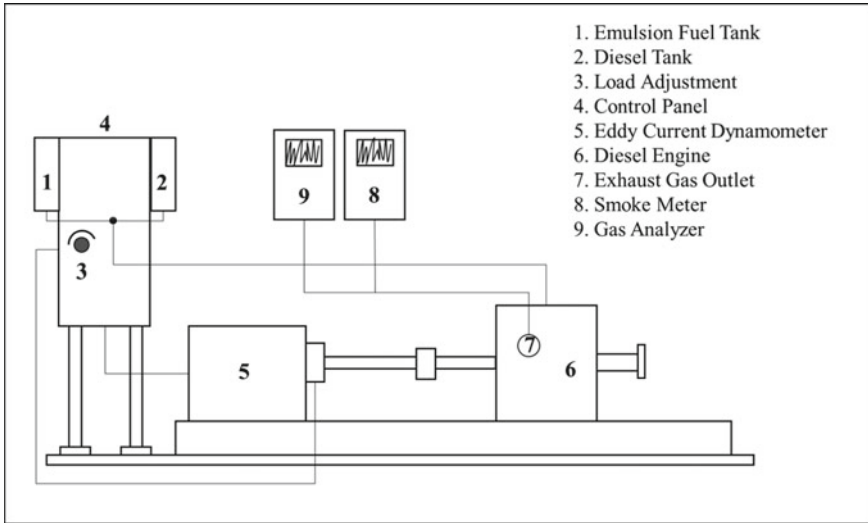 1. Emulsion Fuel Tank
2. Diesel Tank
3. Load Adjustment
4. Control Panel
5. Eddy Current Dynamometer
6. Diesel Engine
7. Exhaust Gas Outlet
8. Smoke Meter
9. Gas Analyzer
4
1
2
9
8
3
7
5
6